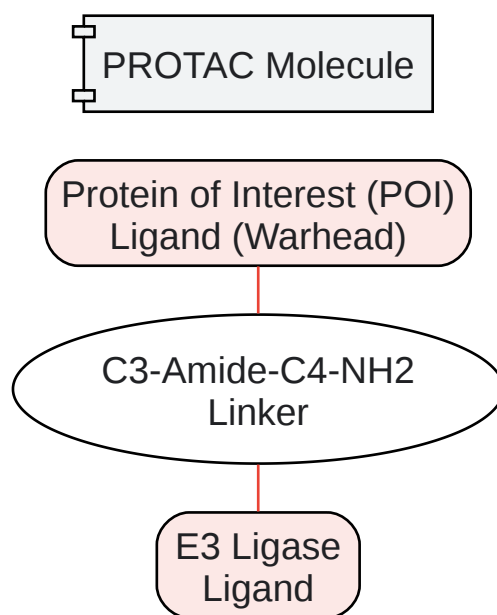 PROTAC Molecule
Protein of Interest (POI)
Ligand (Warhead)
C3-Amide-C4-NH2
Linker
E3 Ligase
Ligand